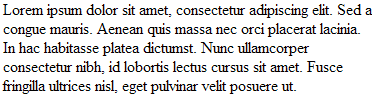 Lorem ipsum dolor sit amet, consectetur adipiscing elit. Sed a
congue mauris. Aenean quis massa nec orci placerat lacinia.
In hac habitasse platea dictumst. Nunc ullamcorper
consectetur nibh, id lobortis lectus cursus sit amet. Fusce
fringilla ultrices nisl, eget pulvinar velit posuere ut.